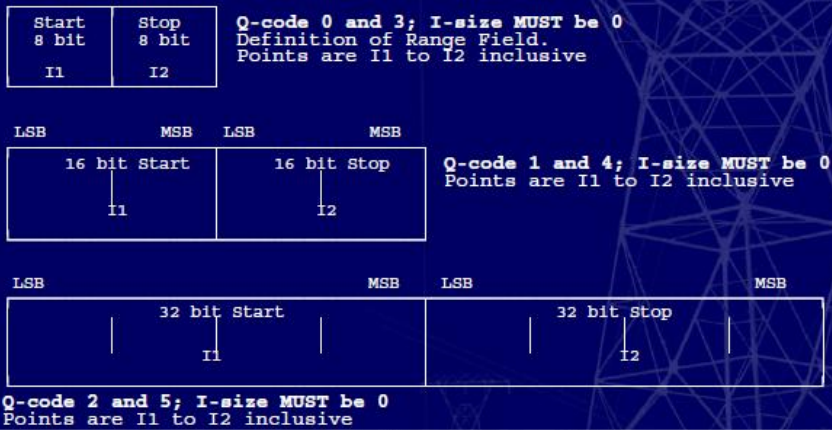 Start Stop Q-code 0 and 3; I-size MUST be 0
8 bit 8 bit Definition of Range Field.
Points are I1 to I2 inclusive
I1 I2
LSB MSB LSB MSB
16 bit Start 16 bit Stop Q-code 1 and 4; I-size MUST be 0
Points are I1 to I2 inclusive
I1 I2
LSB MSB LSB MSB
32 bit Start 32 bit Stop
I1 I2
Q-code 2 and 5; I-size MUST be 0
Points are I1 to I2 inclusive